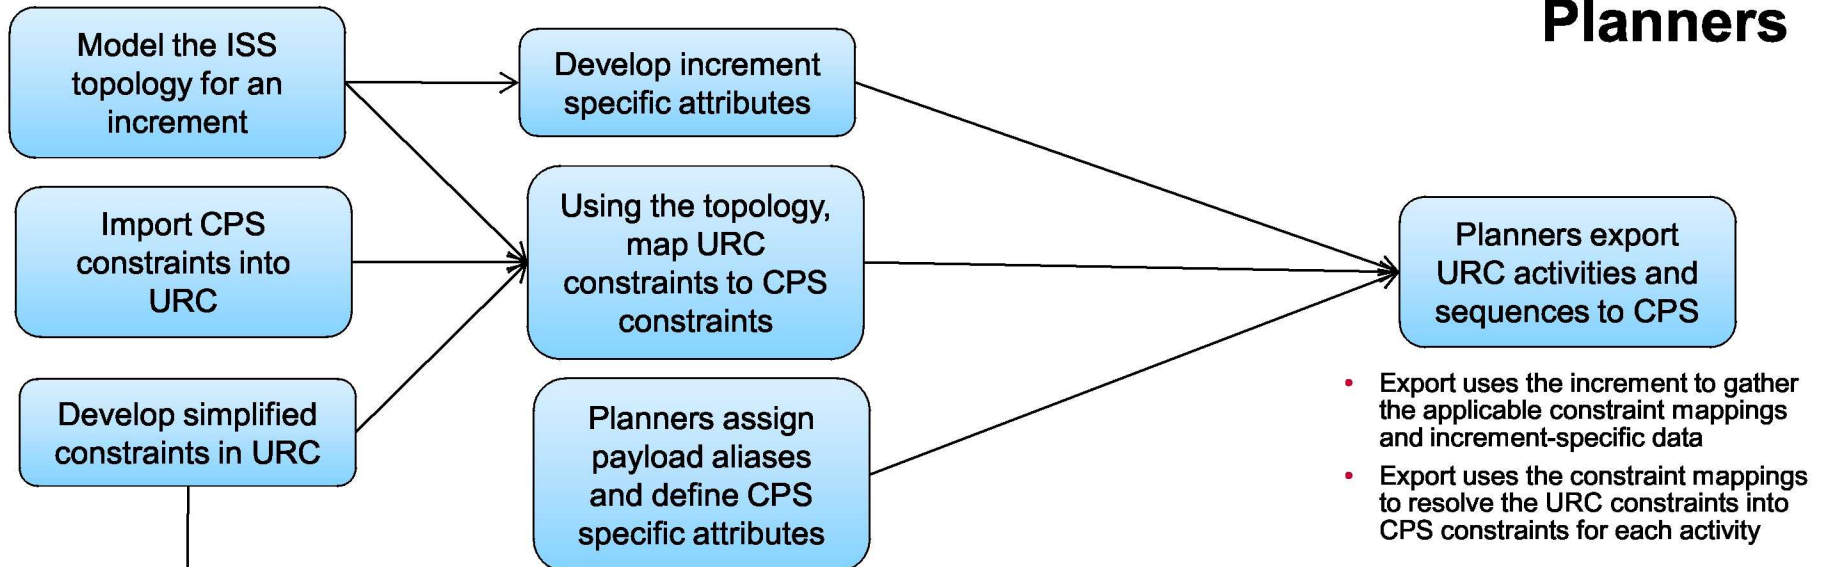 Planners
Model the ISS
topology for an
increment
Develop increment
specific attributes
Import CPS
constraints into
URC
Using the topology,
map URC
constraints to CPS
constraints
Planners export
URC activities and
sequences to CPS
Develop simplified
constraints in URC
Planners assign
payload aliases
and define CPS
specific attributes
• Export uses the increment to gather
the applicable constraint mappings
and increment-specific data
• Export uses the constraint mappings
to resolve the URC constraints into
CPS constraints for each activity